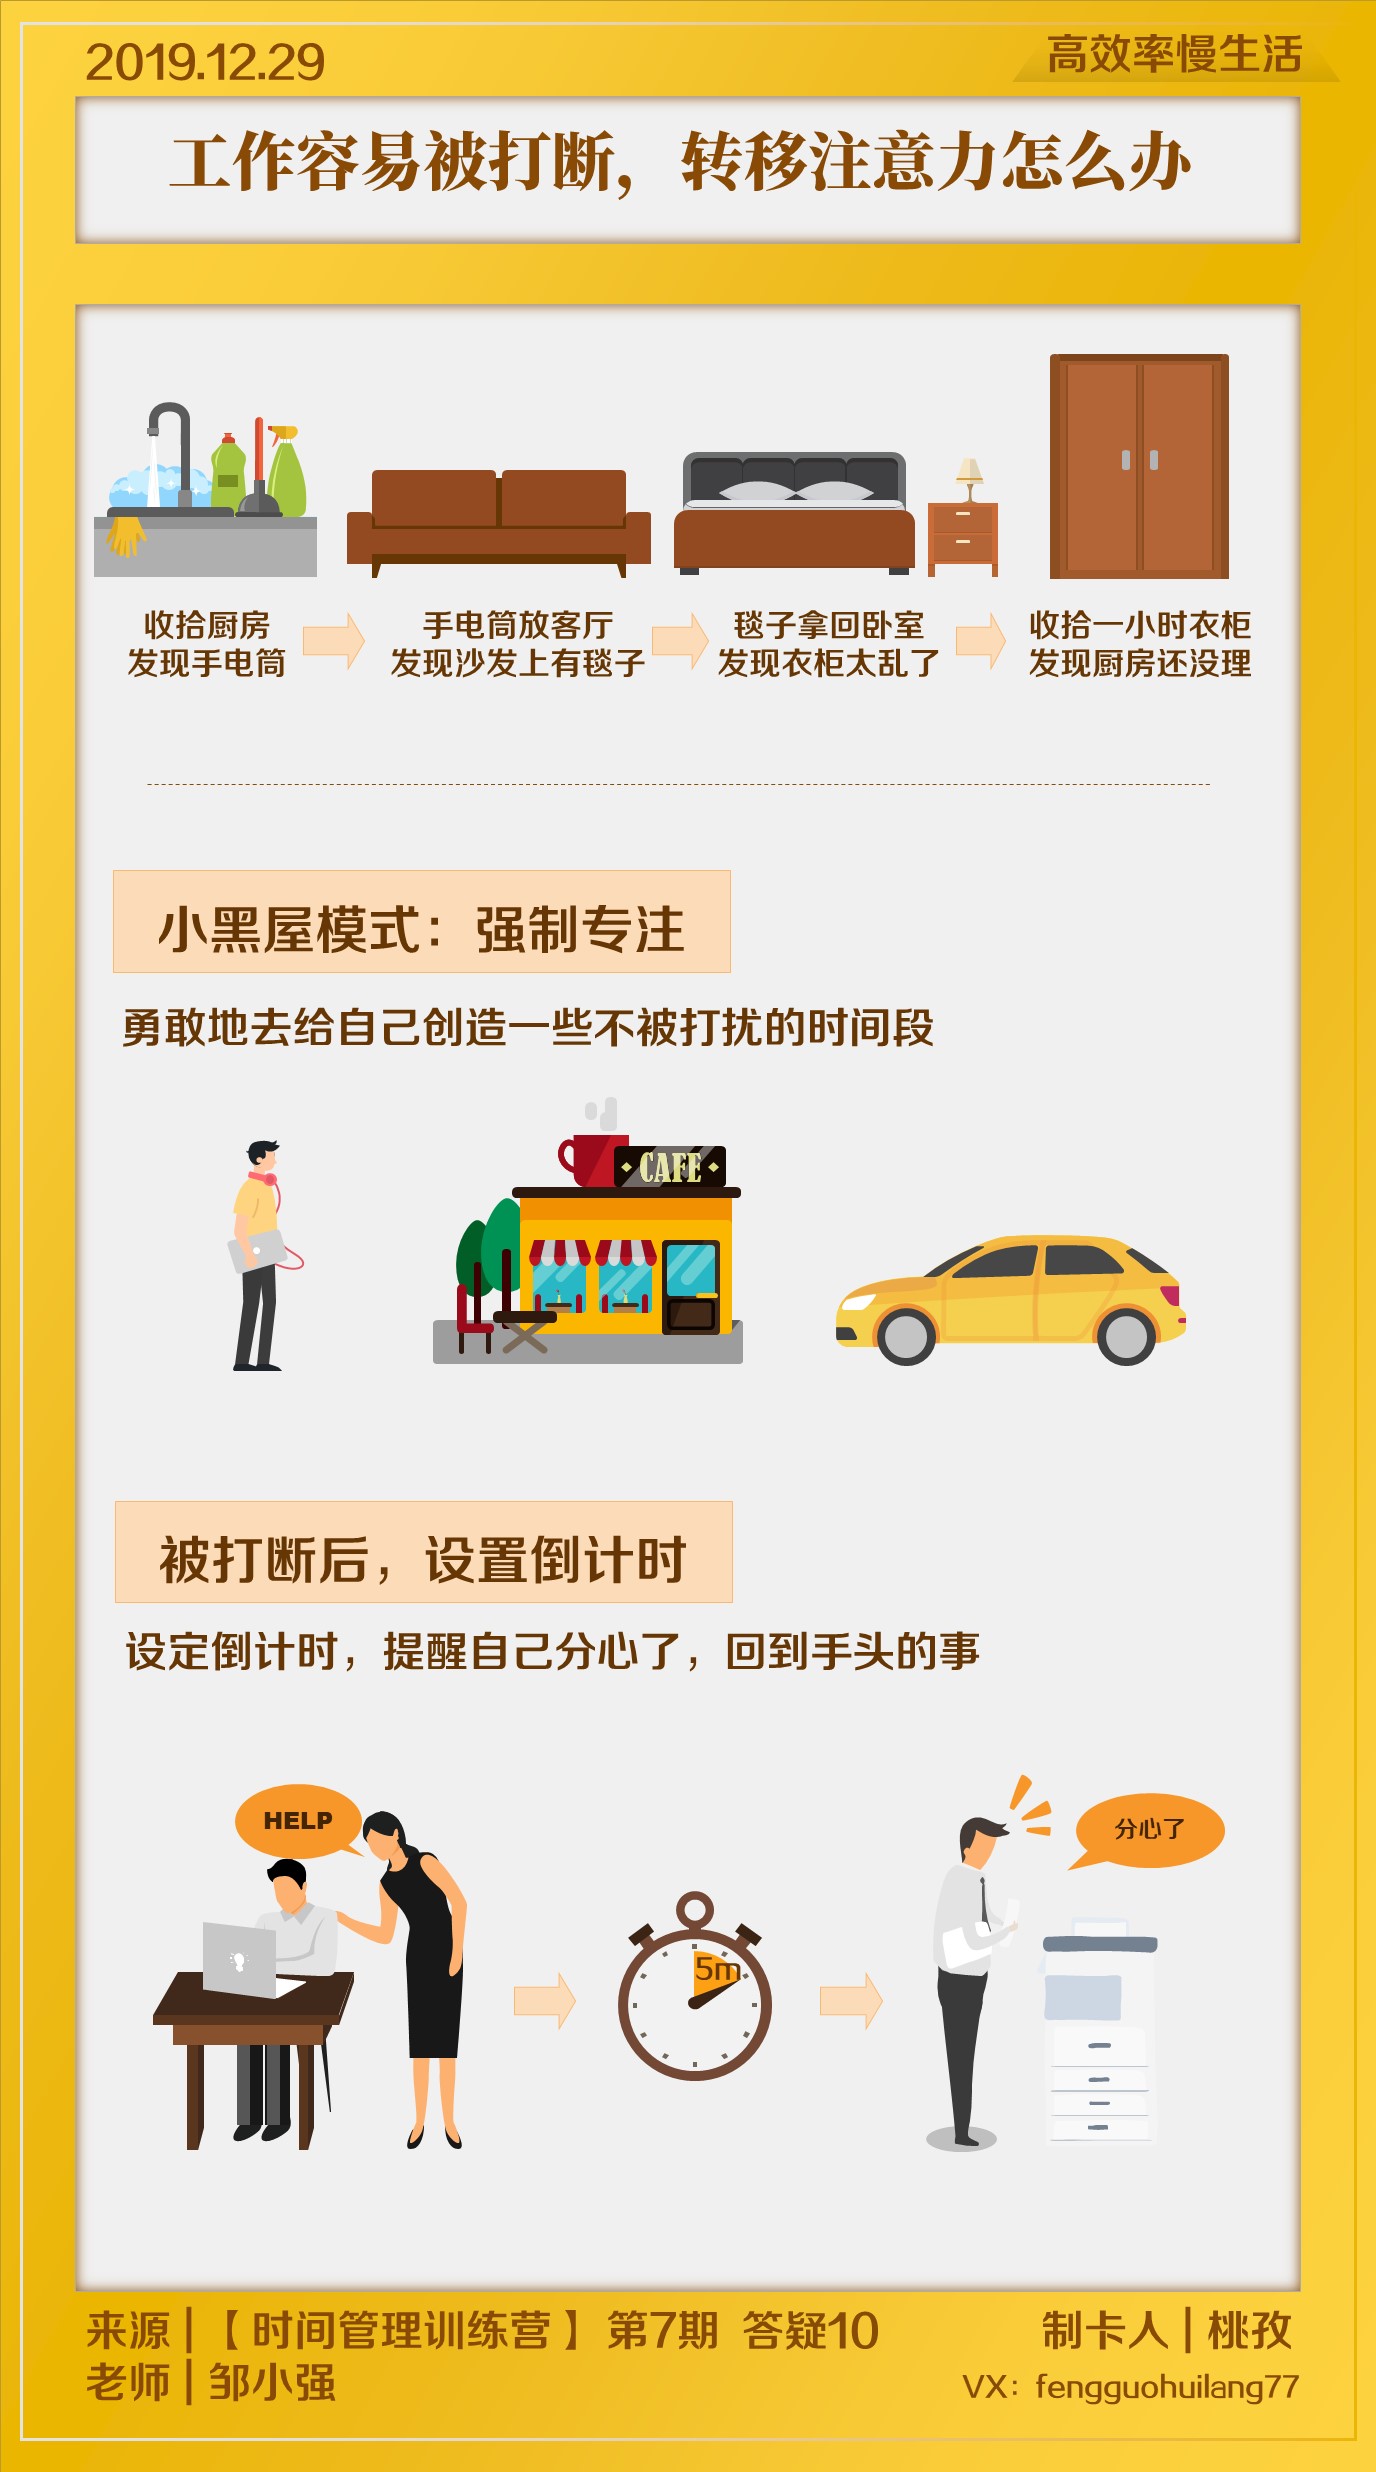 2019.12.29
高效率慢生活
工作容易被打断，转移注意力怎么办
收拾厨房
发现手电筒
手电筒放客厅
发现沙发上有毯子
毯子拿回卧室
发现衣柜太乱了
收拾一小时衣柜
发现厨房还没理
小黑屋模式：强制专注
勇敢地去给自己创造一些不被打扰的时间段
CAFE
被打断后，设置倒计时
设定倒计时，提醒自己分心了，回到手头的事
HELP
5m
分心了
来源│【 时间管理训练营 】 第7期 答疑10
老师│邹小强
制卡人│桃孜
VX：fengguohuilang77